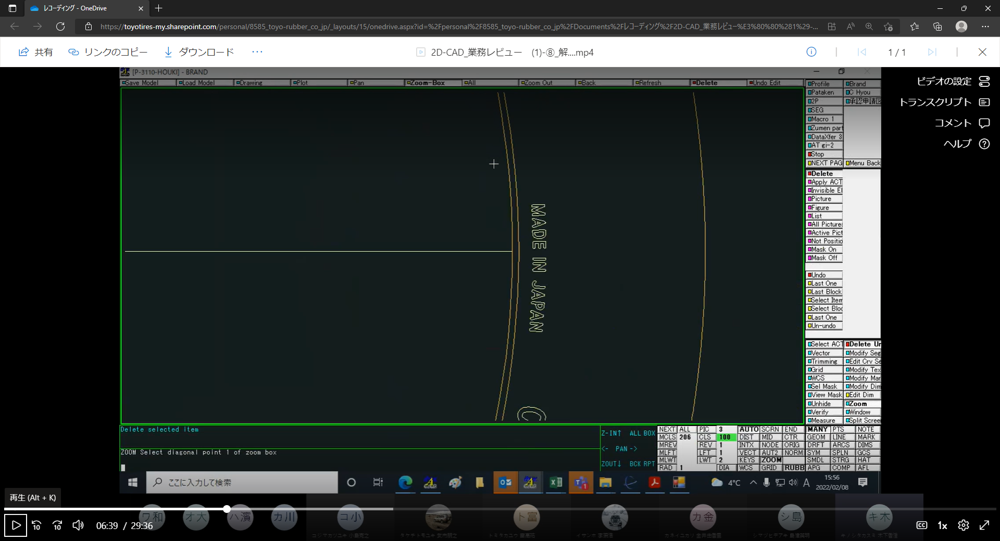 レコーディング - OneDrive
https://toyotires-my.sharepoint.com/personal/8585_toyo-rubber_co_jp/_layouts/15/onedrive.aspx?id=%2Fpersonal%2F8585_toyo-rubber_co_jp%2FDocuments%2Fレコーディング%2F2D-CAD_業務レビュー%E3%80%80%281%29-...
共有
リンクのコピー
ダウンロード
2D-CAD_業務レビュー　(1)-⑧_解....mp4
1 / 1
ビデオの設定
トランスクリプト
コメント
ヘルプ
[P-3110-HOUKI] - BRAND
Save Model Load Model Drawing Plot Pan Zoom-Box All Zoom Out Back Refresh Delete Undo Edit
Profile Brand
Pataken C Hyou
2P 承認申請図
SEG
Macro 1
Zumen part
DataXfer 3
AT gi-2
Stop
NEXT PAG Menu Back
Delete
Apply ACT
Invisible El
Picture
Figure
List
All Pictures
Active Pict
Not Positio
Mask On
Mask Off
Undo
Last One
Last Block
Select Item
Select Bloc
Last One
Un-undo
Select ACT Delete Un
Vector Modify Seg
Trimming Edit Crv Se
Grid Modify Tex
WCS Modify Mar
Sel Mask Modify Dim
View Mask Edit Dim
Unhide Zoom
Verify Window
Measure Split Scree
MADE IN JAPAN
C
Delete selected item
ZOOM Select diagonal point 1 of zoom box
Z-IN↑ ALL BOX
<- PAN ->
ZOUT↓ BCK RPT
NEXT ALL PIC 3 AUTO SCRN END MANY PTS NOTE
MCLS 206 CLS 100 DIST MID CTR GEOM LINE MARK
MREV REV 1 INTX NODE ORIG DRFT ARCS DIMS
MLFT LFT 1 VECT AUT2 NORM SYM SPLN GCS
MLWT LWT 2 KEYS ZOOM SMDL STRG HAT
RAD 1 DIA WCS GRID RUBB APG COMP AFL
ここに入力して検索
4°C
A
15:56
2022/02/08
再生 (Alt + K)
ワ和
オ大
ハ濱
カ川
コ小
ト富
カ金
シ島
キ木
10
10
06:39 / 29:36
CC
1x